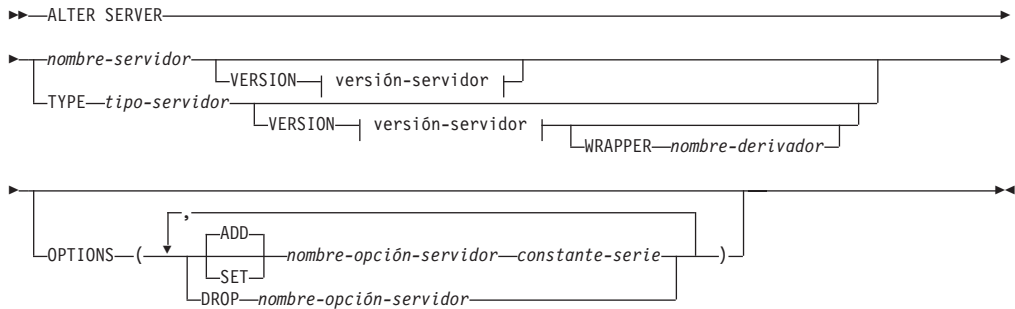 ALTER SERVER
nombre-servidor
VERSION versión-servidor
TYPE tipo-servidor
VERSION versión-servidor
WRAPPER nombre-derivador
,
ADD
OPTIONS ( nombre-opción-servidor constante-serie )
SET
DROP nombre-opción-servidor